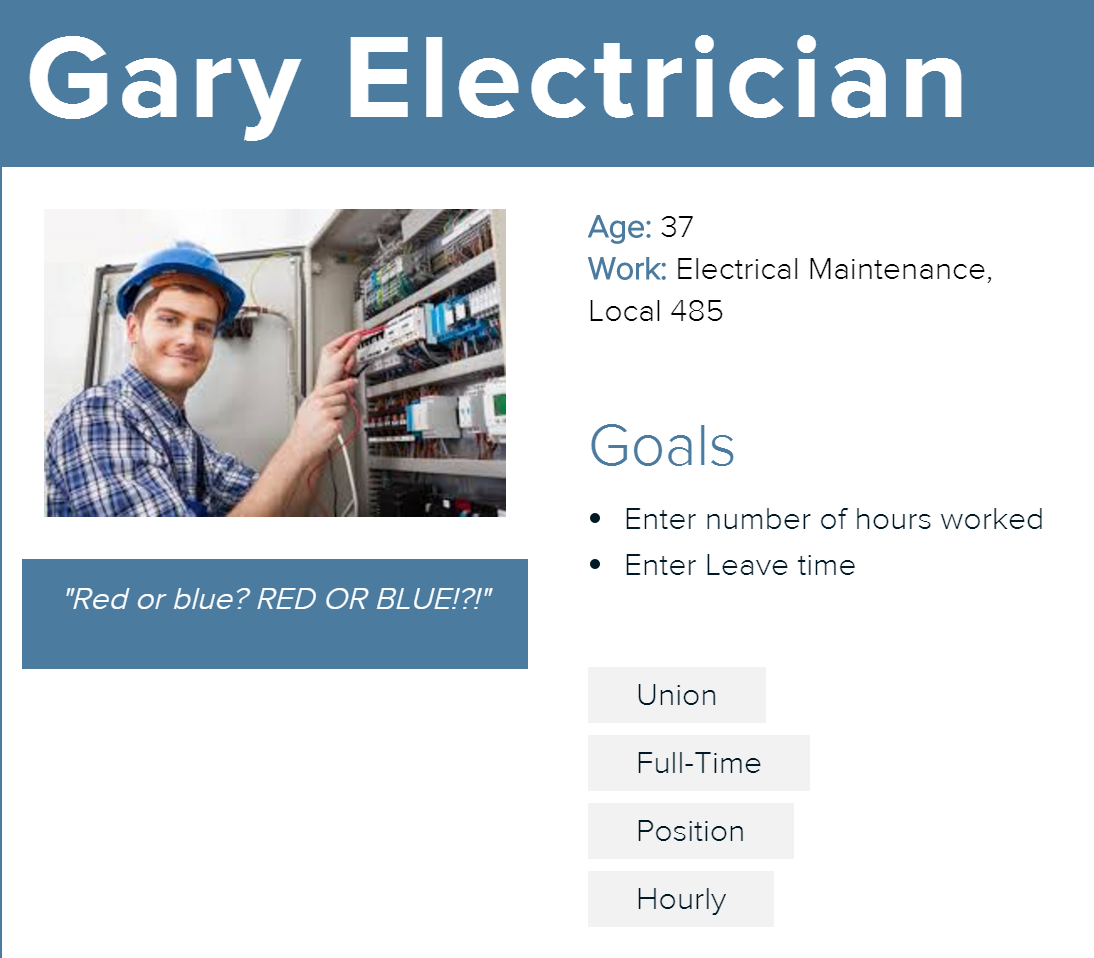 Gary Electrician
Age: 37
Work: Electrical Maintenance,
Local 485
Goals
• Enter number of hours worked
• Enter Leave time
"Red or blue? RED OR BLUE!?!"
Union
Full-Time
Position
Hourly